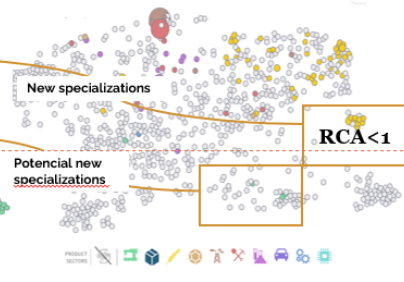 New specializations
RCA<1
Potencial new
specializations
PRODUCT
SECTORS